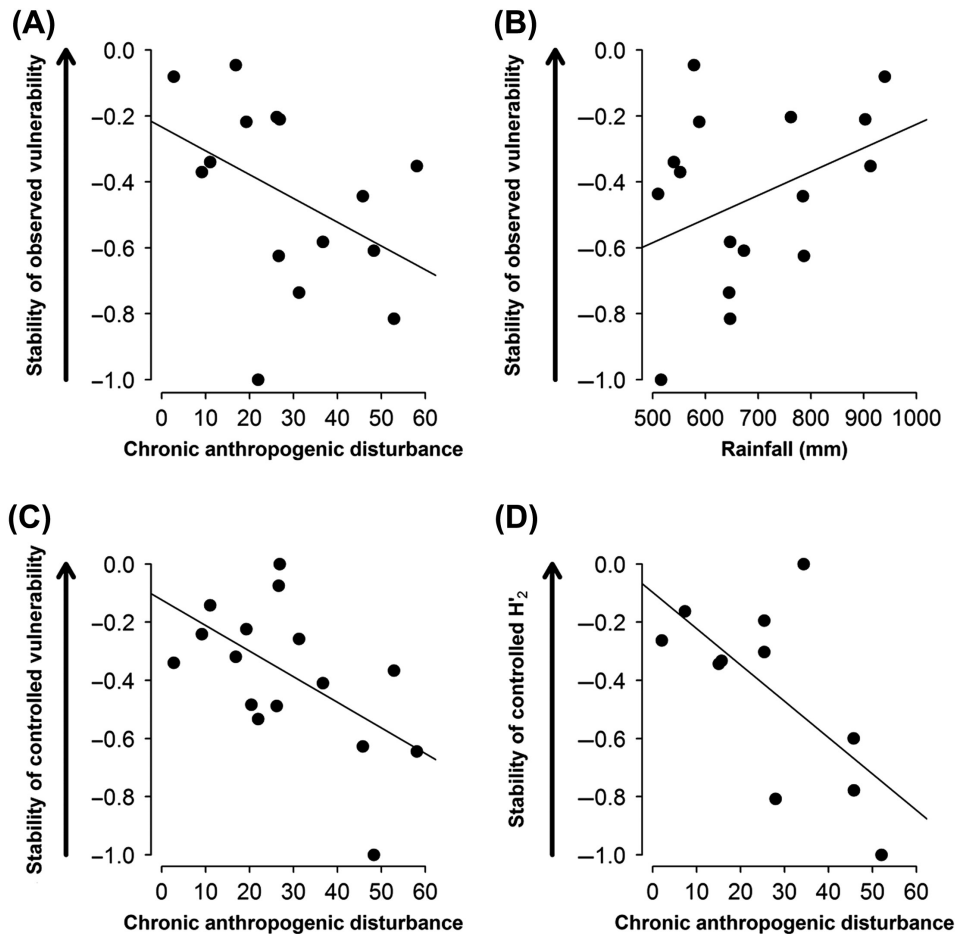 (A)
Stability of observed vulnerability
0.0
−0.2
−0.4
−0.6
−0.8
−1.0
0 10 20 30 40 50 60
Chronic anthropogenic disturbance
(B)
Stability of observed vulnerability
0.0
−0.2
−0.4
−0.6
−0.8
−1.0
500 600 700 800 900 1000
Rainfall (mm)
(C)
Stability of controlled vulnerability
0.0
−0.2
−0.4
−0.6
−0.8
−1.0
0 10 20 30 40 50 60
Chronic anthropogenic disturbance
(D)
Stability of controlled H'₂
0.0
−0.2
−0.4
−0.6
−0.8
−1.0
0 10 20 30 40 50 60
Chronic anthropogenic disturbance